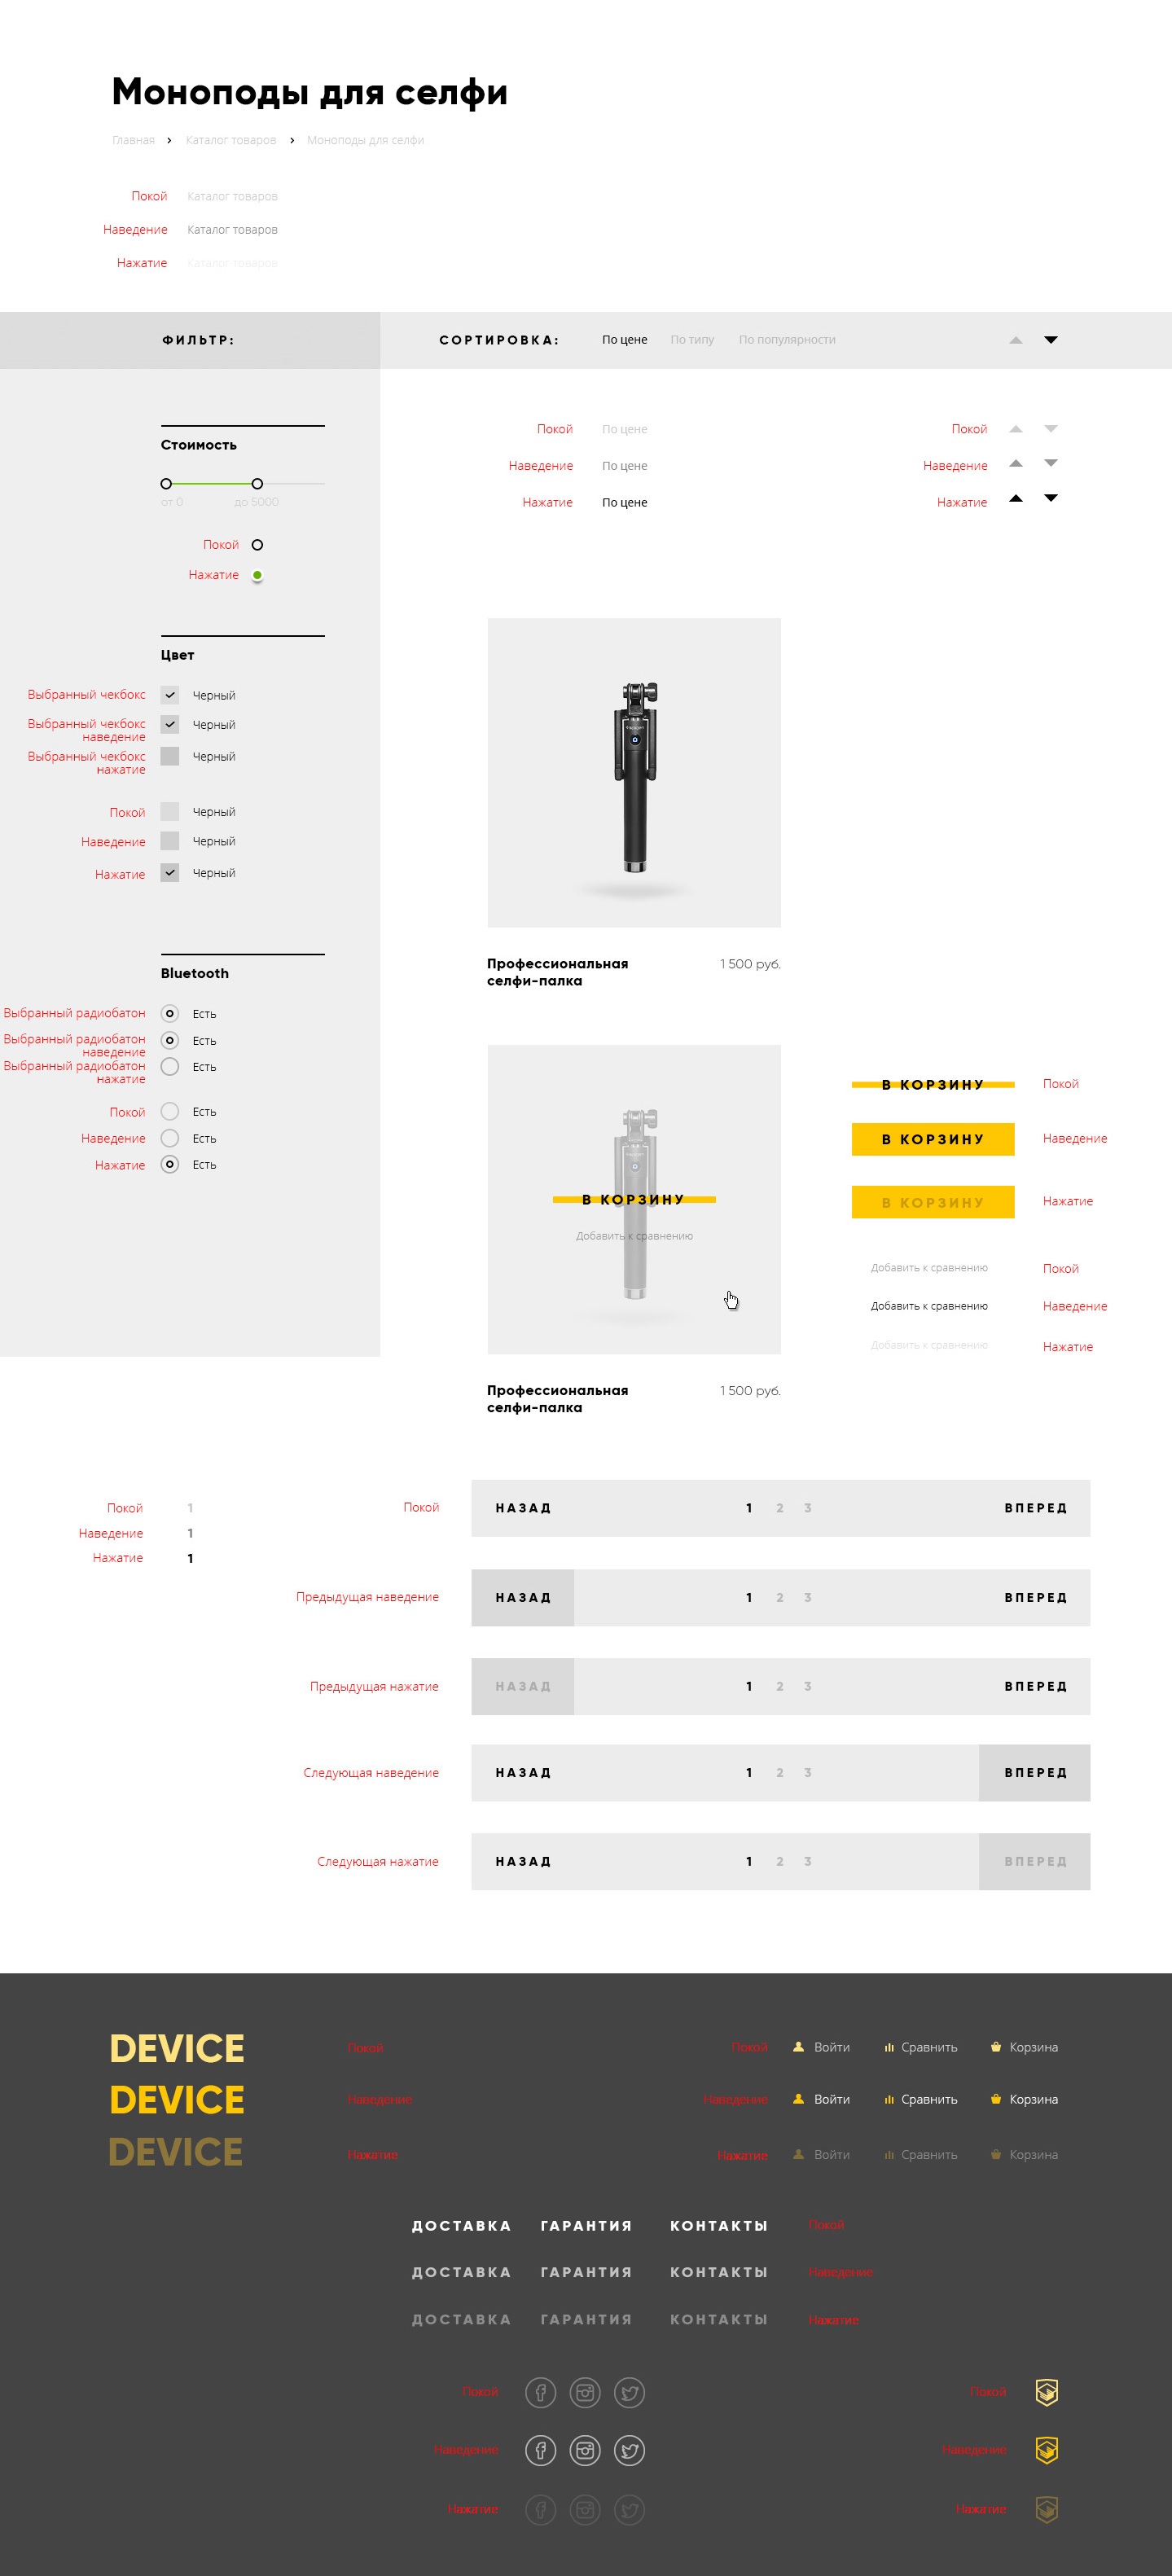 Моноподы для селфи
Главная › Каталог товаров › Моноподы для селфи
Покой Каталог товаров
Наведение Каталог товаров
Нажатие Каталог товаров
ФИЛЬТР:
СОРТИРОВКА: По цене По типу По популярности
Стоимость
от 0 до 5000
Покой
Нажатие
Покой По цене Покой
Наведение По цене Наведение
Нажатие По цене Нажатие
Цвет
Выбранный чекбокс Черный
Выбранный чекбокс Черный
наведение
Выбранный чекбокс Черный
нажатие
Покой Черный
Наведение Черный
Нажатие Черный
Bluetooth
Выбранный радиобатон Есть
Выбранный радиобатон Есть
наведение
Выбранный радиобатон Есть
нажатие
Покой Есть
Наведение Есть
Нажатие Есть
Профессиональная 1 500 руб.
селфи-палка
В КОРЗИНУ
Добавить к сравнению
Профессиональная 1 500 руб.
селфи-палка
В КОРЗИНУ Покой
В КОРЗИНУ Наведение
В КОРЗИНУ Нажатие
Добавить к сравнению Покой
Добавить к сравнению Наведение
Добавить к сравнению Нажатие
Покой 1
Наведение 1
Нажатие 1
Покой НАЗАД 1 2 3 ВПЕРЕД
Предыдущая наведение НАЗАД 1 2 3 ВПЕРЕД
Предыдущая нажатие НАЗАД 1 2 3 ВПЕРЕД
Следующая наведение НАЗАД 1 2 3 ВПЕРЕД
Следующая нажатие НАЗАД 1 2 3 ВПЕРЕД
DEVICE Покой Покой Войти Сравнить Корзина
DEVICE Наведение Наведение Войти Сравнить Корзина
DEVICE Нажатие Нажатие Войти Сравнить Корзина
ДОСТАВКА ГАРАНТИЯ КОНТАКТЫ Покой
ДОСТАВКА ГАРАНТИЯ КОНТАКТЫ Наведение
ДОСТАВКА ГАРАНТИЯ КОНТАКТЫ Нажатие
Покой Покой
Наведение Наведение
Нажатие Нажатие